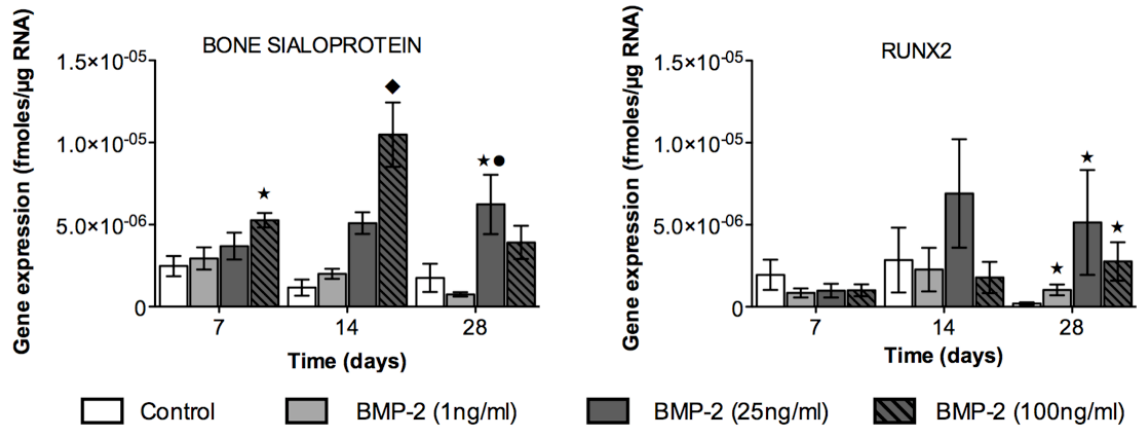 BONE SIALOPROTEIN
Gene expression (fmoles/µg RNA)
1.5×10⁻⁰⁵
1.0×10⁻⁰⁵
5.0×10⁻⁰⁶
0
7 14 28
Time (days)
RUNX2
Gene expression (fmoles/µg RNA)
1.5×10⁻⁰⁵
1.0×10⁻⁰⁵
5.0×10⁻⁰⁶
0
7 14 28
Time (days)
Control BMP-2 (1ng/ml) BMP-2 (25ng/ml) BMP-2 (100ng/ml)